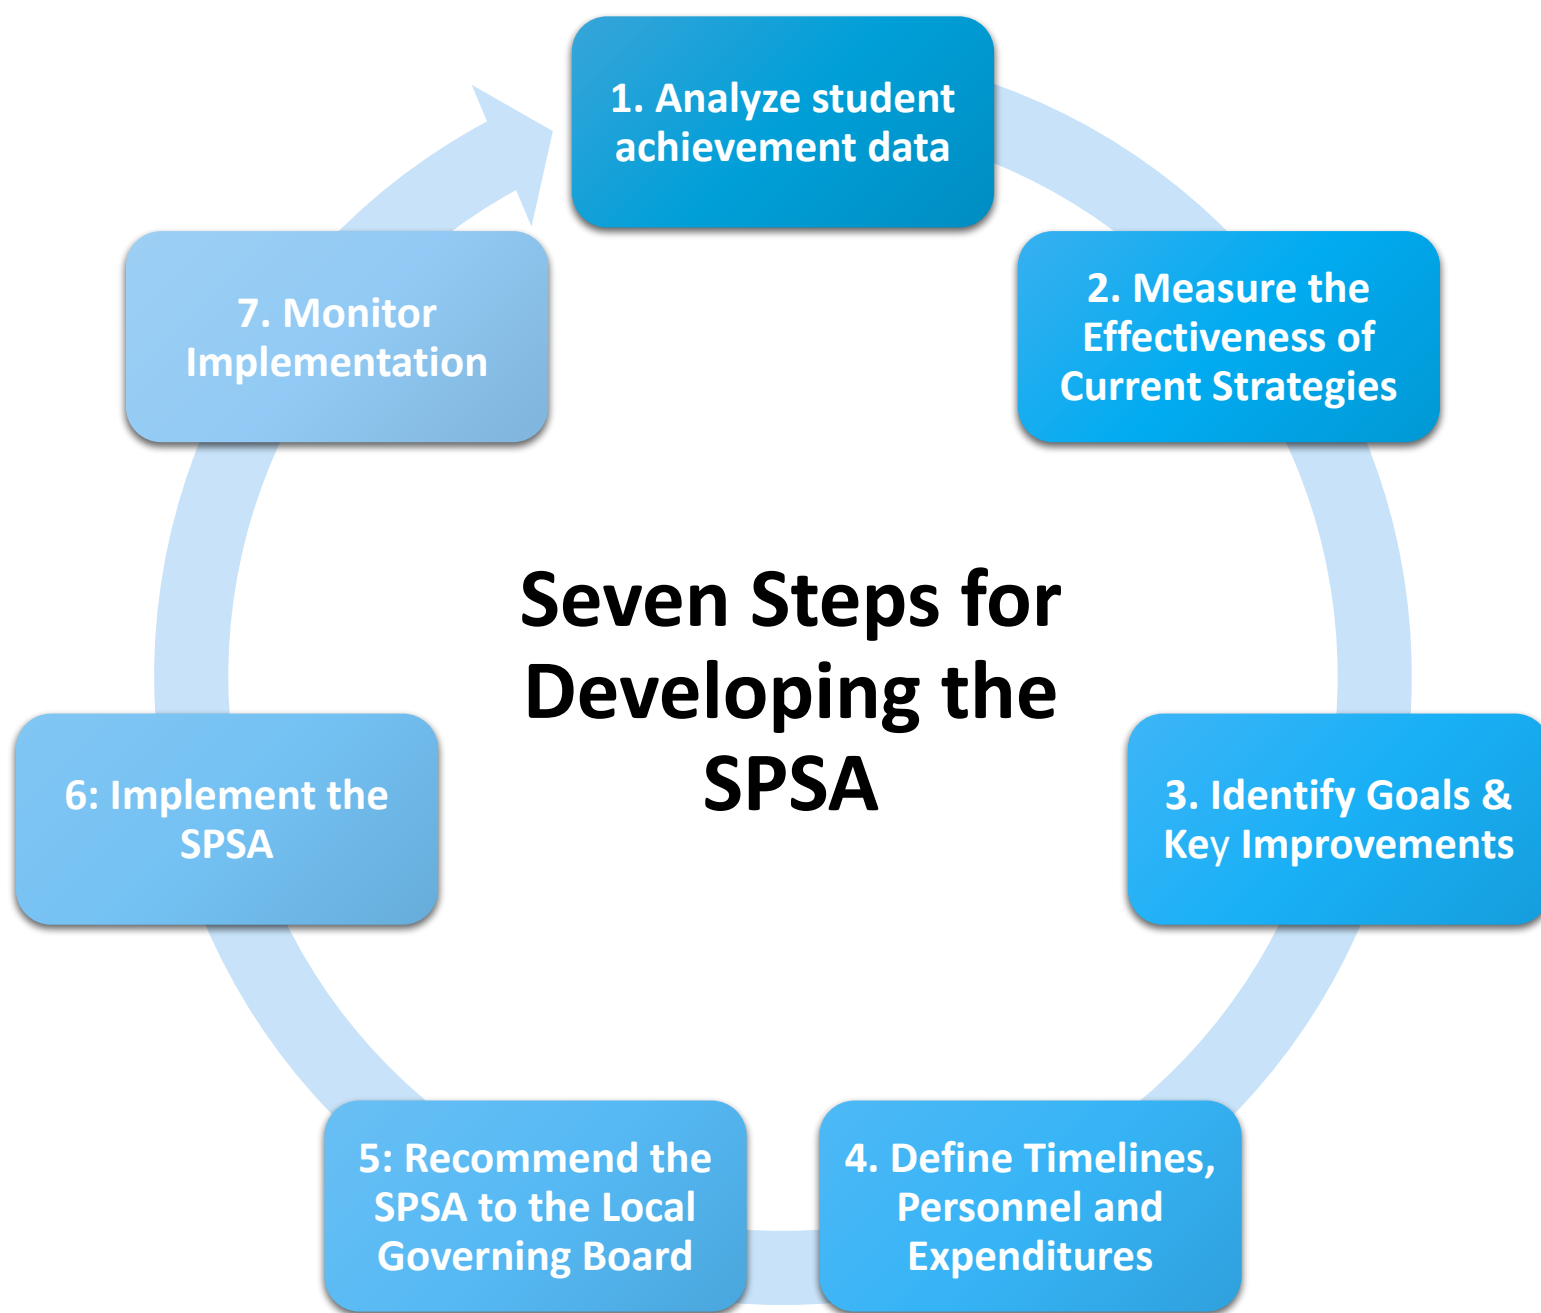 1. Analyze student
achievement data
2. Measure the
Effectiveness of
Current Strategies
3. Identify Goals &
Key Improvements
4. Define Timelines,
Personnel and
Expenditures
5: Recommend the
SPSA to the Local
Governing Board
6: Implement the
SPSA
7. Monitor
Implementation
Seven Steps for
Developing the
SPSA